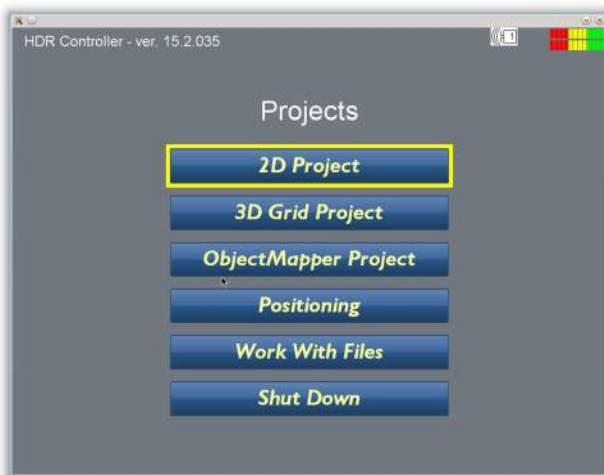 HDR Controller - ver. 15.2.035
1
Projects
2D Project
3D Grid Project
ObjectMapper Project
Positioning
Work With Files
Shut Down